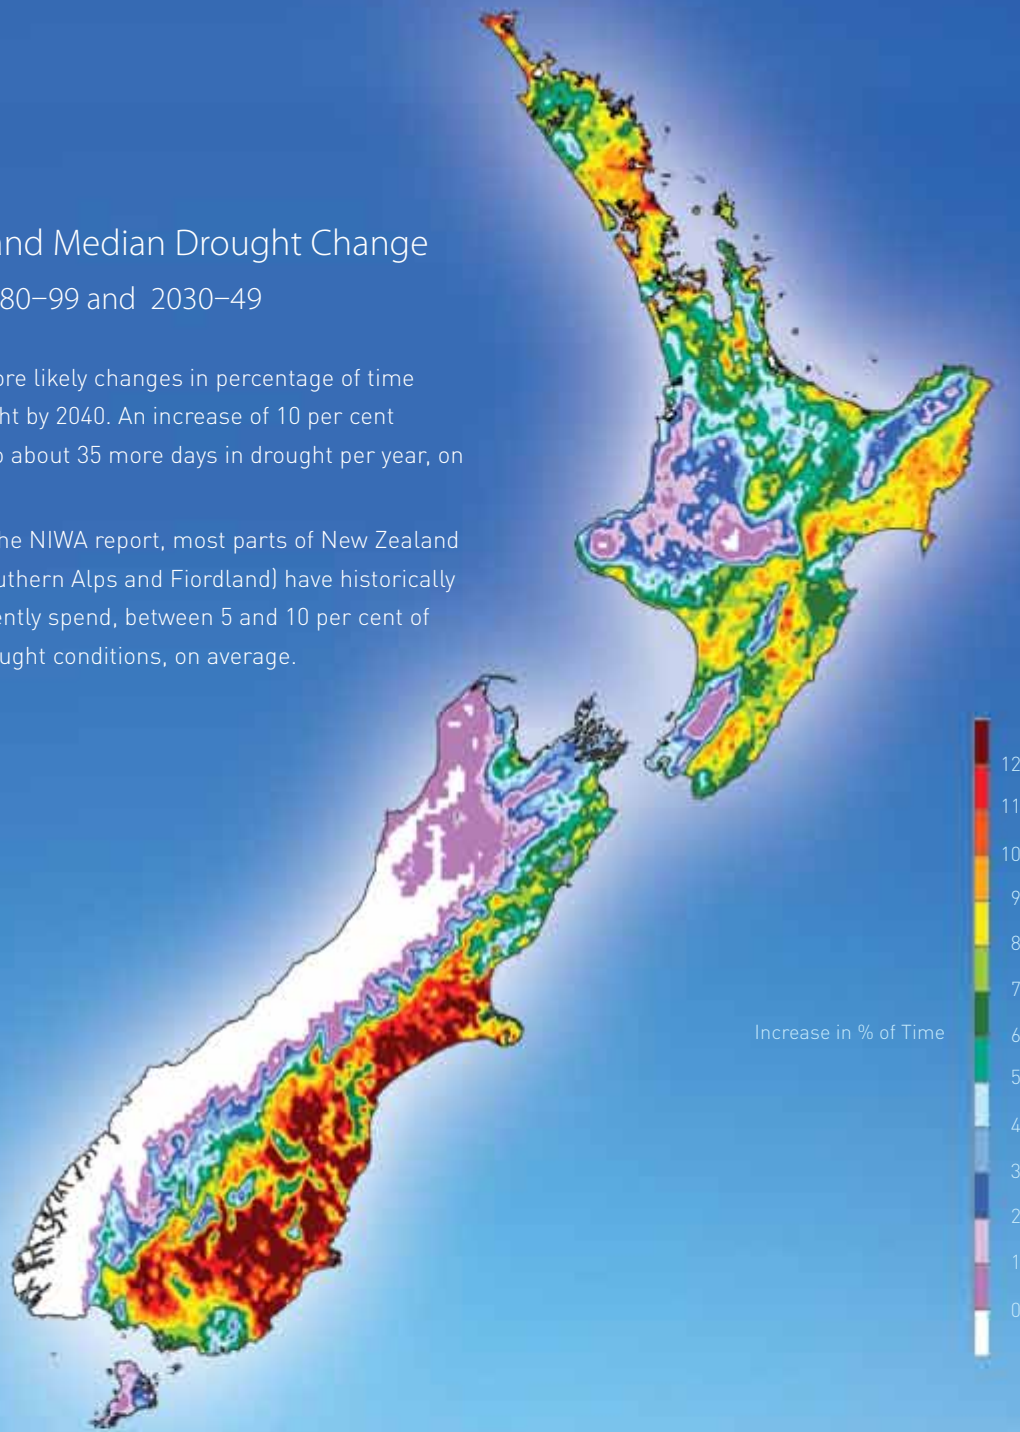 and Median Drought Change
80–99 and 2030–49
ore likely changes in percentage of time
ght by 2040. An increase of 10 per cent
o about 35 more days in drought per year, on
he NIWA report, most parts of New Zealand
uthern Alps and Fiordland) have historically
ently spend, between 5 and 10 per cent of
ught conditions, on average.
12
11
10
9
8
7
Increase in % of Time
6
5
4
3
2
1
0